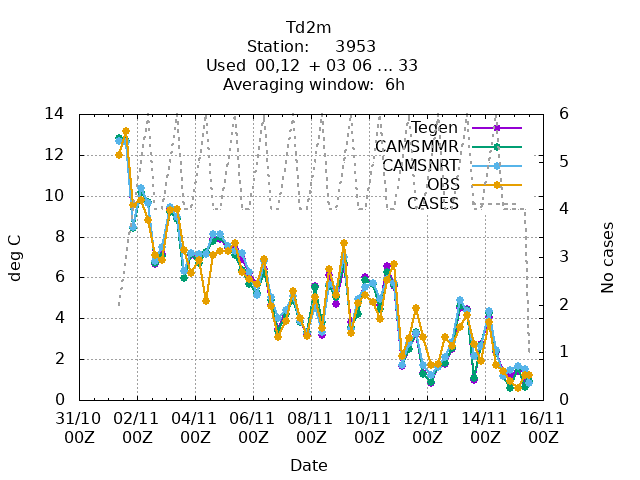 Td2m
Station: 3953
Used 00,12 + 03 06 ... 33
Averaging window: 6h
14
12
10
8
6
4
2
0
deg C
6
5
4
3
2
1
0
No cases
Tegen
CAMSMMR
CAMSNRT
OBS
CASES
31/10 02/11 04/11 06/11 08/11 10/11 12/11 14/11 16/11
00Z 00Z 00Z 00Z 00Z 00Z 00Z 00Z 00Z
Date